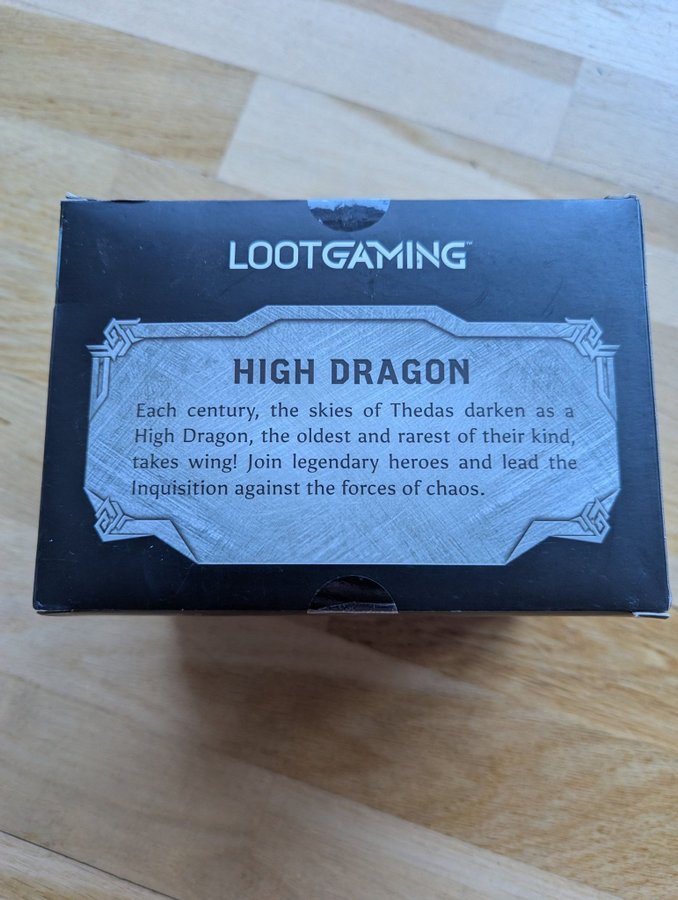 LOOTGAMING™
HIGH DRAGON
Each century, the skies of Thedas darken as a
High Dragon, the oldest and rarest of their kind,
takes wing! Join legendary heroes and lead the
Inquisition against the forces of chaos.